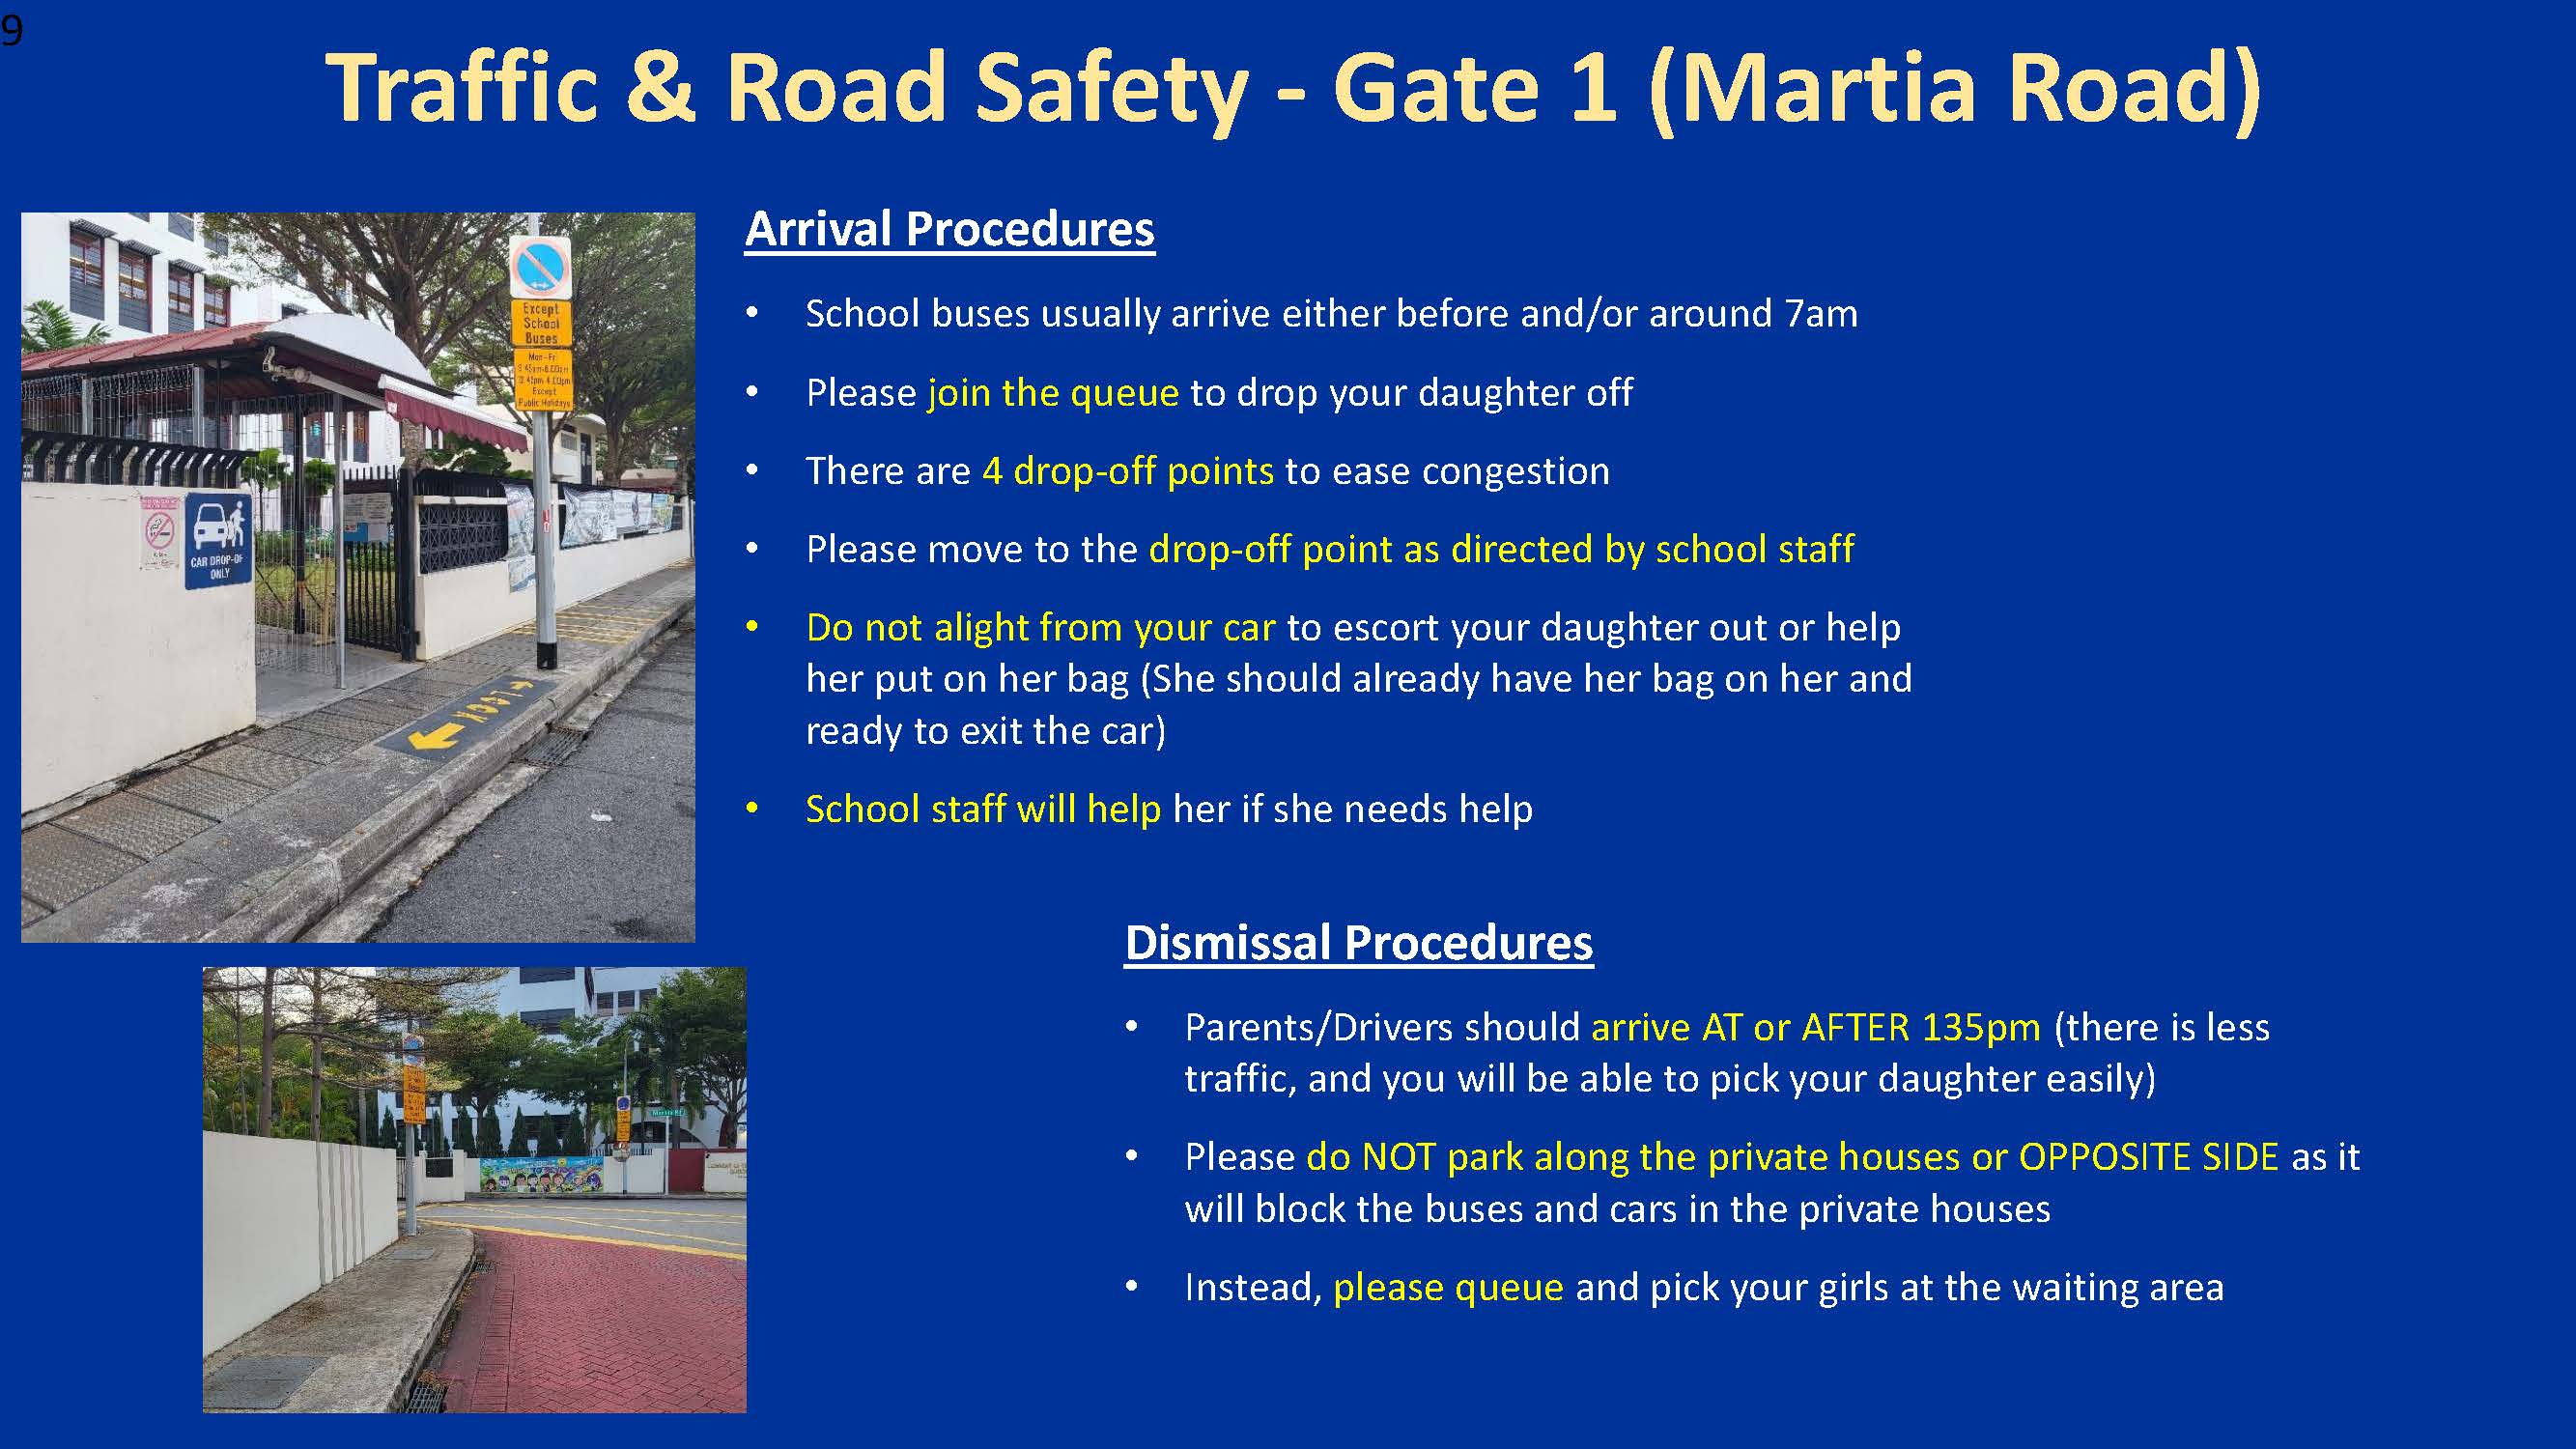 9
Traffic & Road Safety - Gate 1 (Martia Road)
Arrival Procedures
• School buses usually arrive either before and/or around 7am
• Please join the queue to drop your daughter off
• There are 4 drop-off points to ease congestion
• Please move to the drop-off point as directed by school staff
• Do not alight from your car to escort your daughter out or help
her put on her bag (She should already have her bag on her and
ready to exit the car)
• School staff will help her if she needs help
Except
School
Buses
Mon-Fri
Except
Public Holidays
CAR DROP-OF
ONLY
LOOK
Dismissal Procedures
• Parents/Drivers should arrive AT or AFTER 135pm (there is less
traffic, and you will be able to pick your daughter easily)
• Please do NOT park along the private houses or OPPOSITE SIDE as it
will block the buses and cars in the private houses
• Instead, please queue and pick your girls at the waiting area